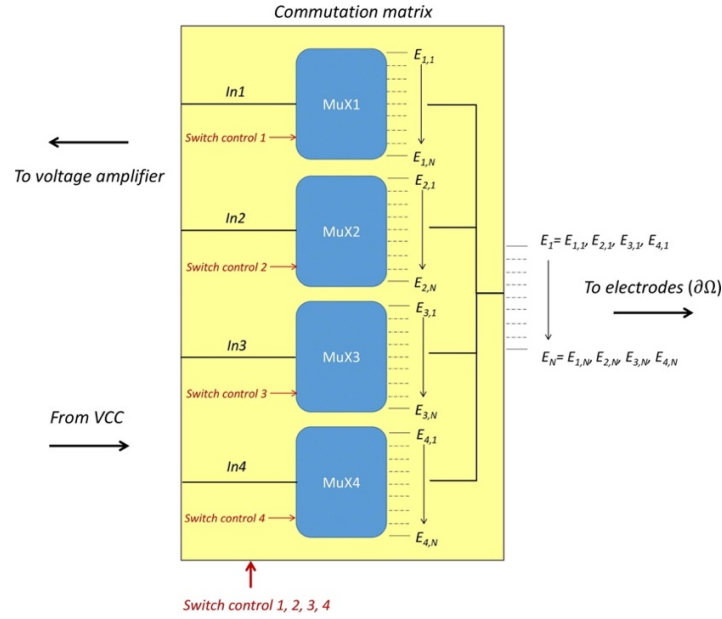 Commutation matrix
In1
MuX1
E1,1
Switch control 1
E1,N
To voltage amplifier
In2
MuX2
E2,1
Switch control 2
E2,N
E1= E1,1, E2,1, E3,1, E4,1
To electrodes (∂Ω)
In3
MuX3
E3,1
Switch control 3
E3,N
EN= E1,N, E2,N, E3,N, E4,N
From VCC
In4
MuX4
E4,1
Switch control 4
E4,N
Switch control 1, 2, 3, 4